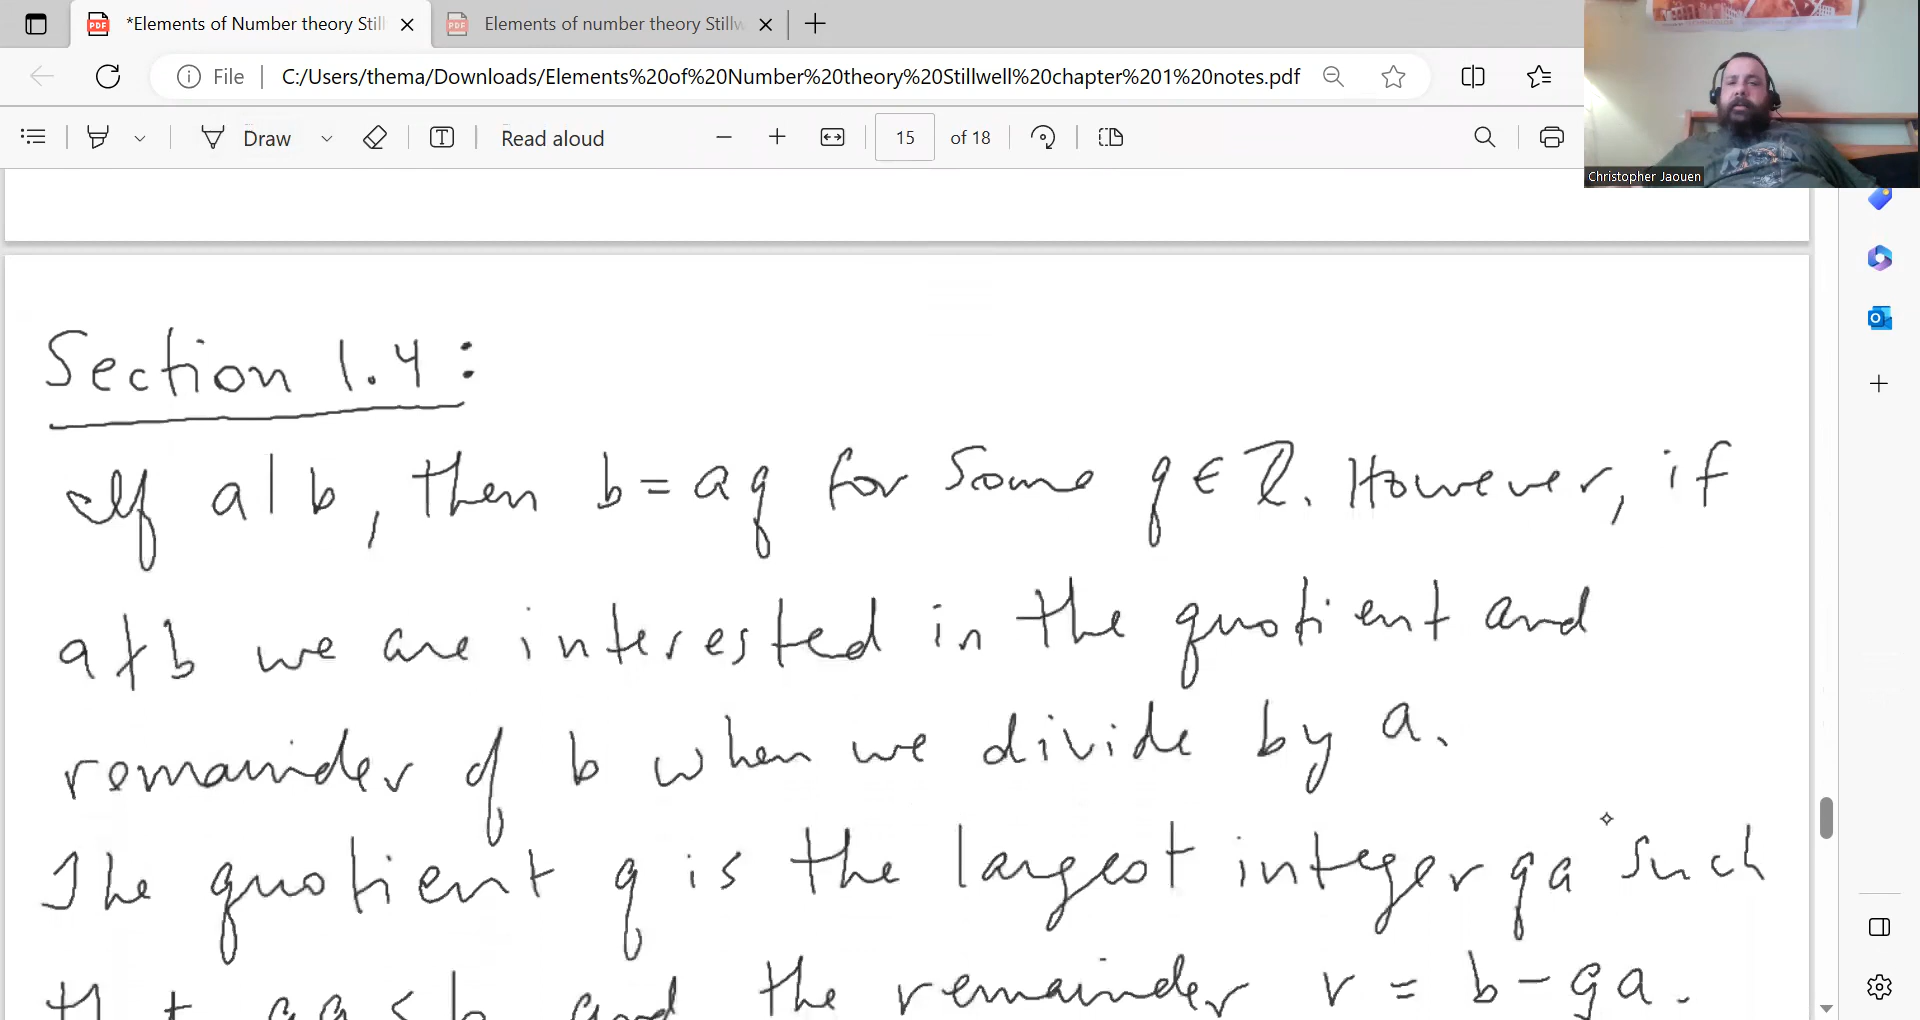 *Elements of Number theory Still
Elements of number theory Stillw
File
C:/Users/thema/Downloads/Elements%20of%20Number%20theory%20Stillwell%20chapter%201%20notes.pdf
Draw
Read aloud
15
of 18
Christopher Jaouen
Section 1.4:
If a|b, then b=aq for some q∈ℤ. However, if
a∤b we are interested in the quotient and
remainder of b when we divide by a.
The quotient q is the largest integer qa such
that qa ≤ b and the remainder r = b-qa.